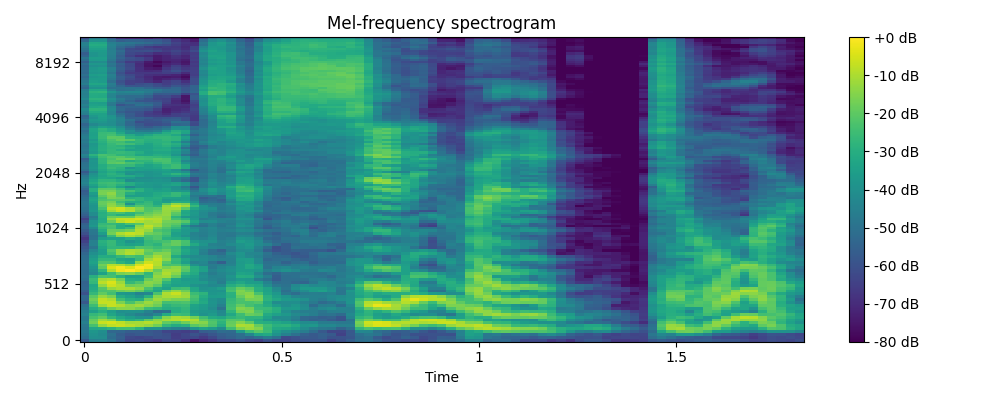 Mel-frequency spectrogram
+0 dB
8192
-10 dB
4096
-20 dB
-30 dB
Hz
2048
-40 dB
1024
-50 dB
-60 dB
512
-70 dB
0
-80 dB
0
0.5
1
1.5
Time